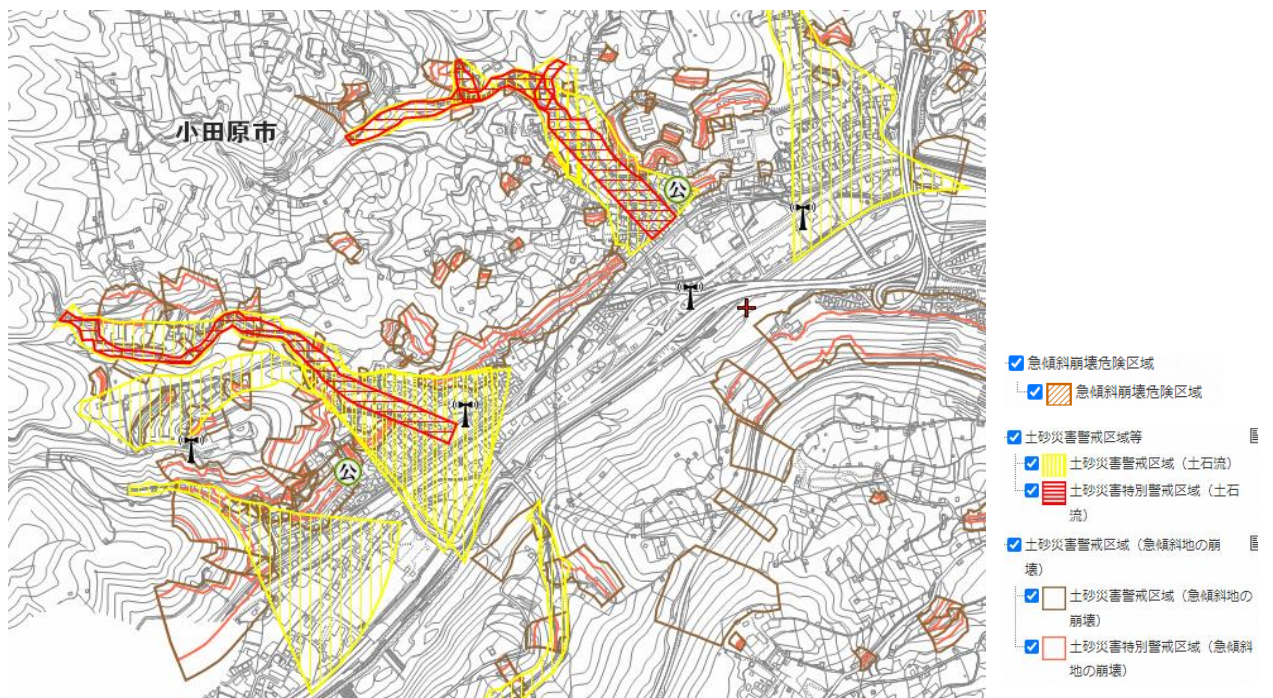 小田原市
公
公
急傾斜崩壊危険区域
急傾斜崩壊危険区域
土砂災害警戒区域等
土砂災害警戒区域（土石流）
土砂災害特別警戒区域（土石
流）
土砂災害警戒区域（急傾斜地の崩
壊）
土砂災害警戒区域（急傾斜地の
崩壊）
土砂災害特別警戒区域（急傾斜
地の崩壊）